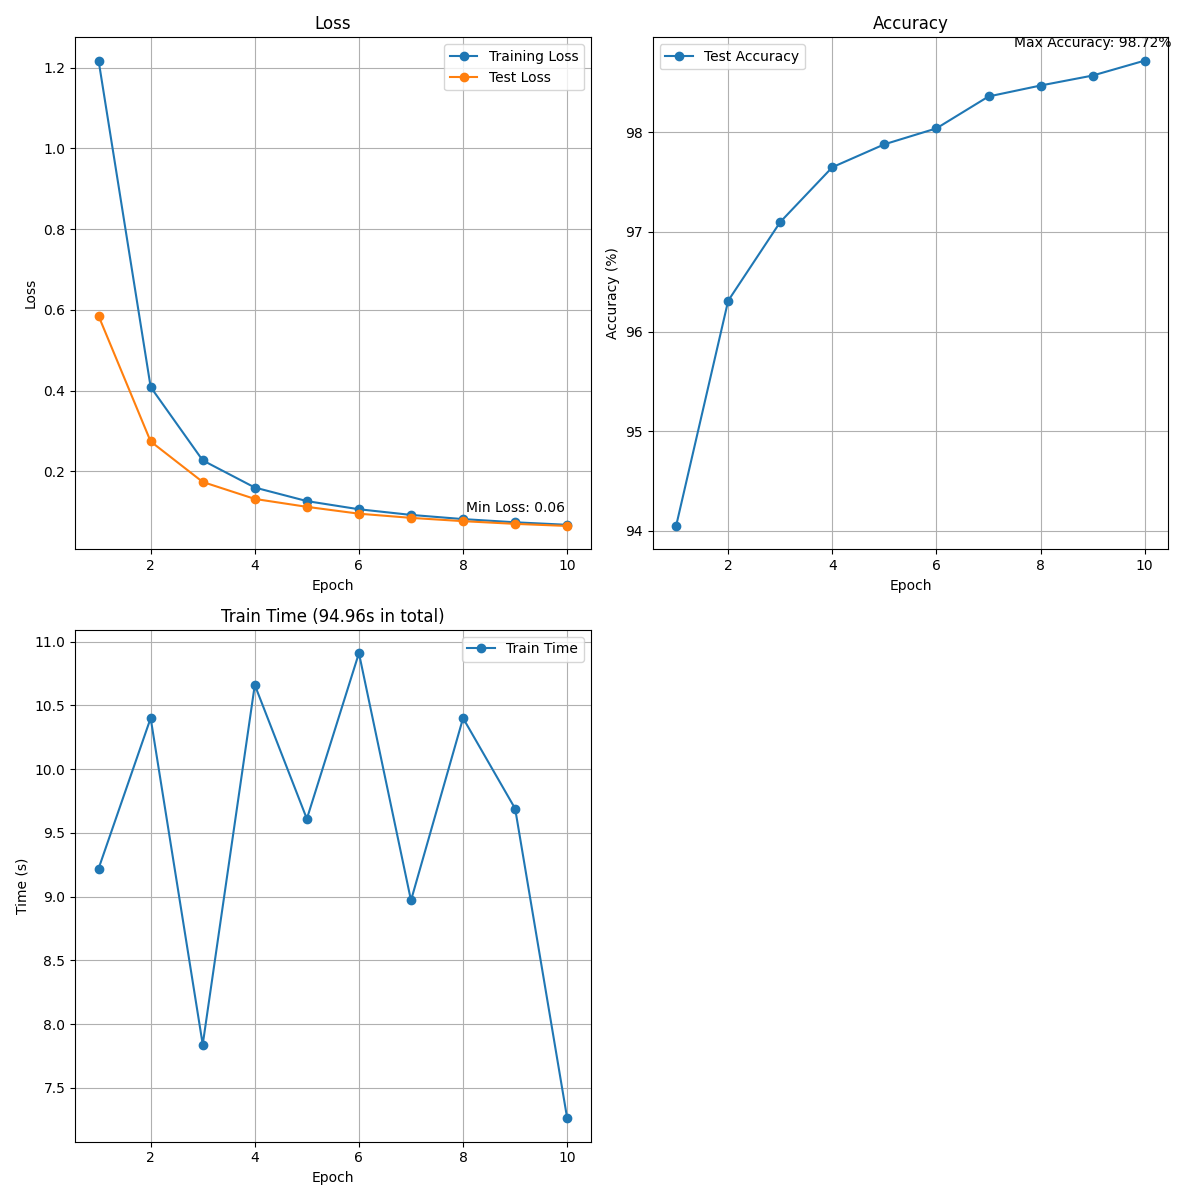 Loss
Training Loss
Test Loss
1.2
1.0
0.8
0.6
0.4
0.2
Loss
Min Loss: 0.06
2 4 6 8 10
Epoch
Accuracy
Max Accuracy: 98.72%
Test Accuracy
98
97
96
95
94
Accuracy (%)
2 4 6 8 10
Epoch
Train Time (94.96s in total)
Train Time
11.0
10.5
10.0
9.5
9.0
8.5
8.0
7.5
Time (s)
2 4 6 8 10
Epoch